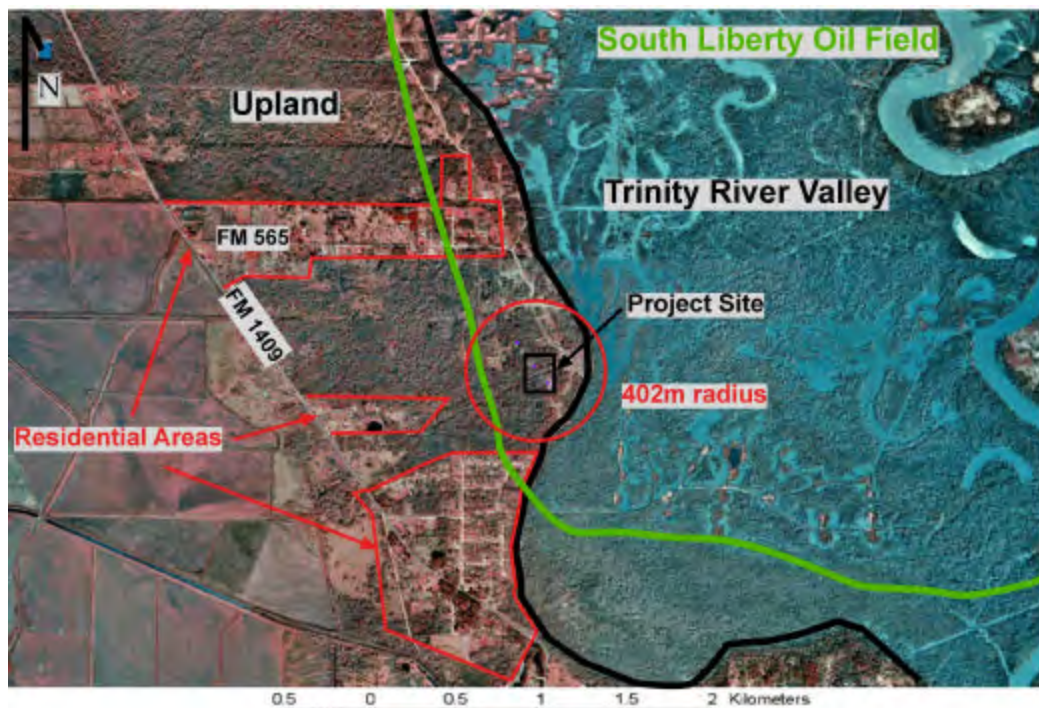 South Liberty Oil Field
N
Upland
Trinity River Valley
FM 565
Project Site
FM 1409
402m radius
Residential Areas
0.5 0 0.5 1 1.5 2 Kilometers